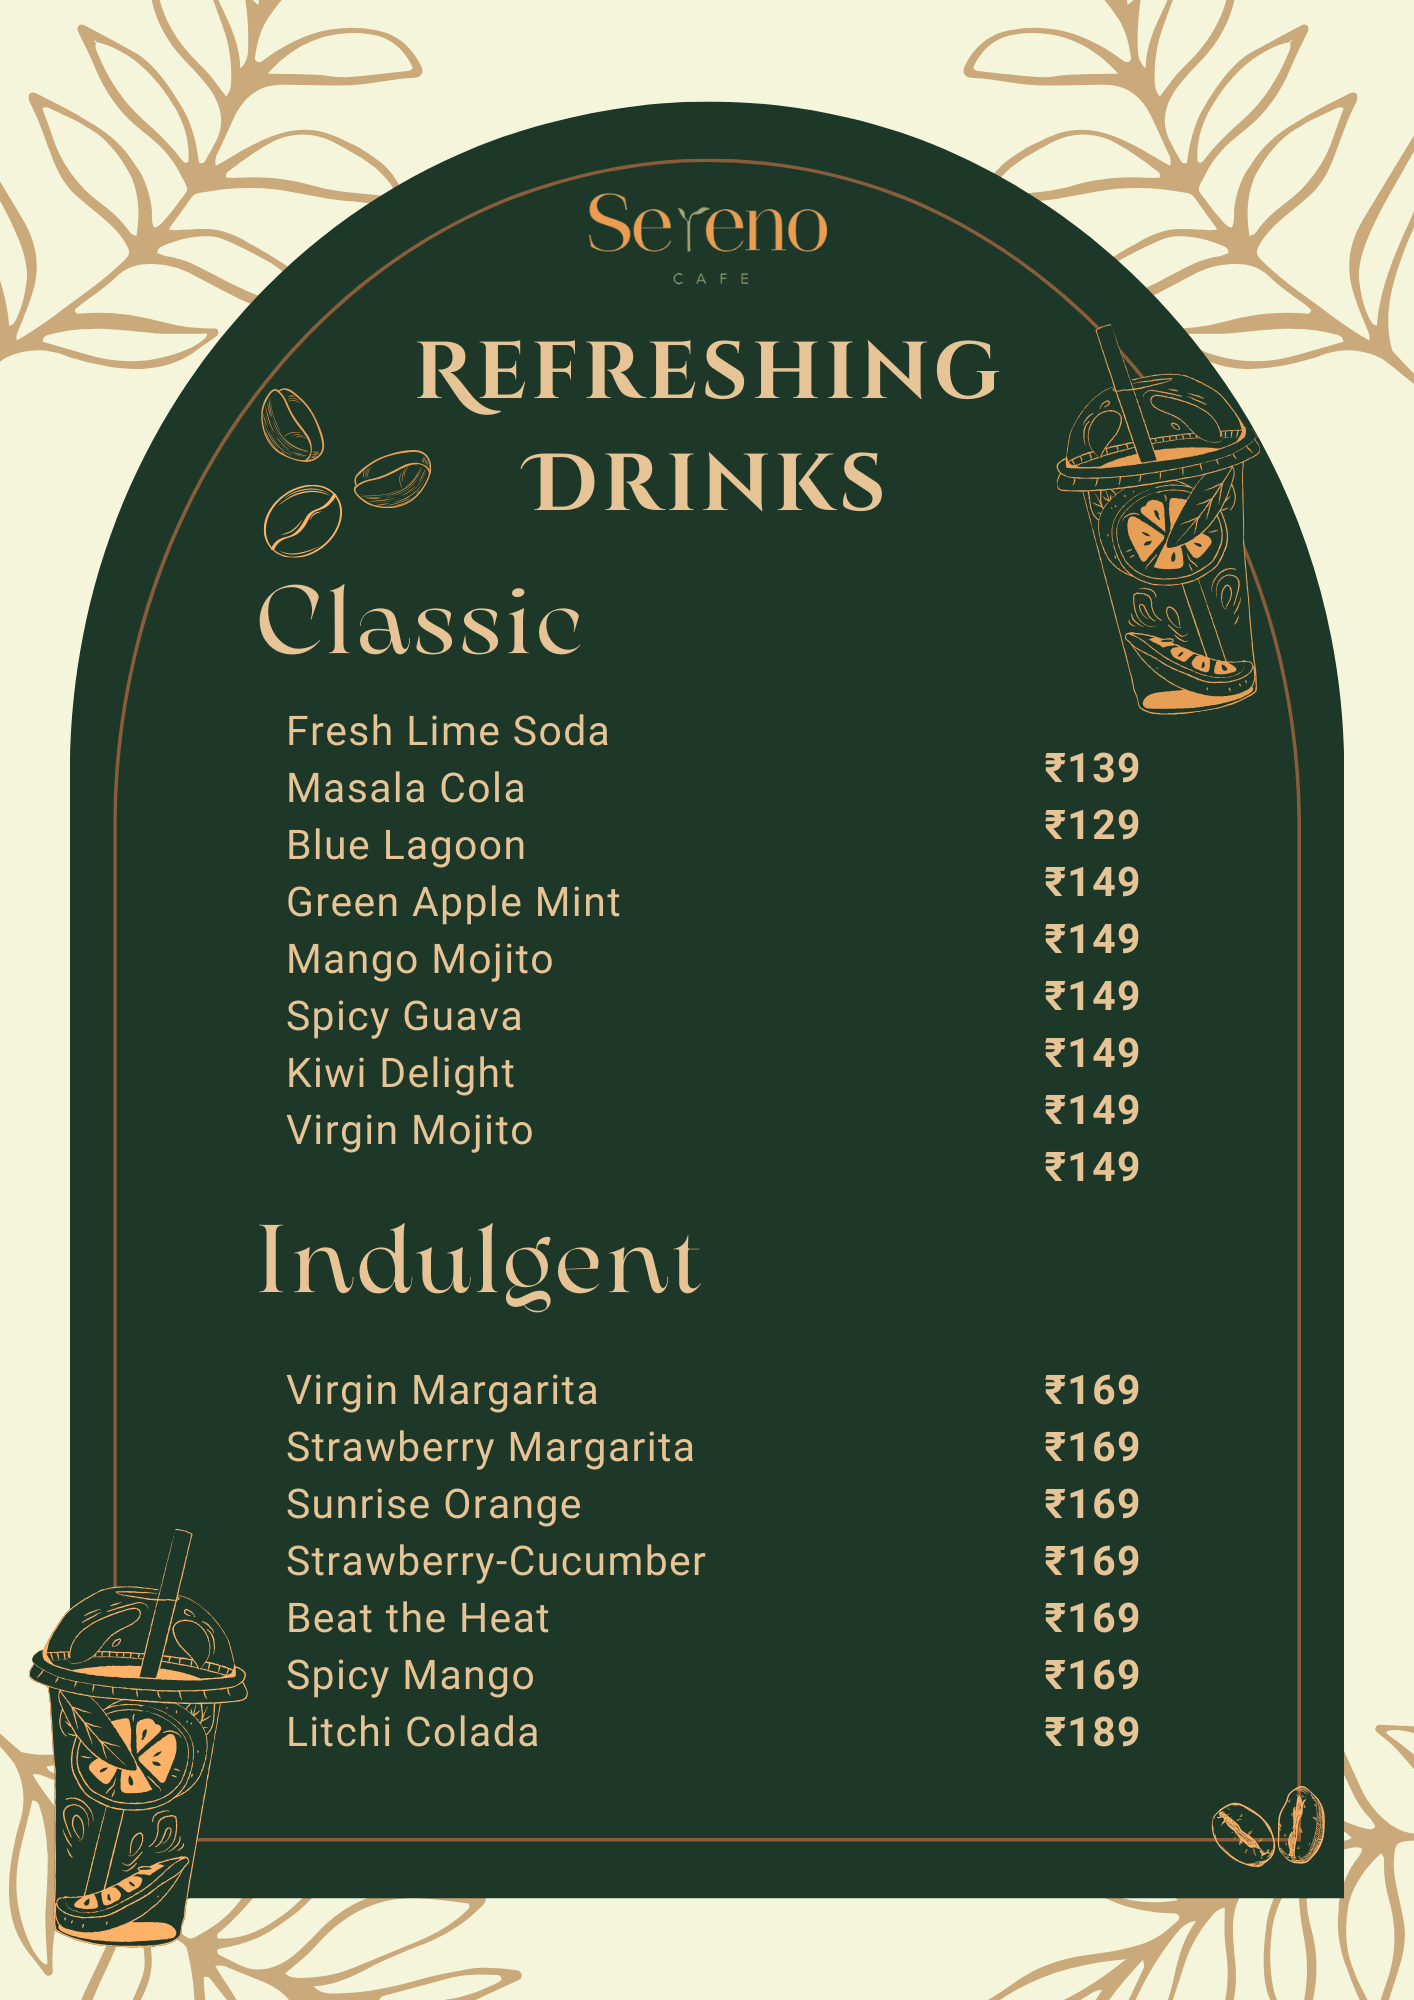 Sereno
CAFE
REFRESHING
DRINKS
Classic
Fresh Lime Soda
₹139
Masala Cola
₹129
Blue Lagoon
₹149
Green Apple Mint
₹149
Mango Mojito
₹149
Spicy Guava
₹149
Kiwi Delight
₹149
Virgin Mojito
₹149
Indulgent
Virgin Margarita ₹169
Strawberry Margarita ₹169
Sunrise Orange ₹169
Strawberry-Cucumber ₹169
Beat the Heat ₹169
Spicy Mango ₹169
Litchi Colada ₹189